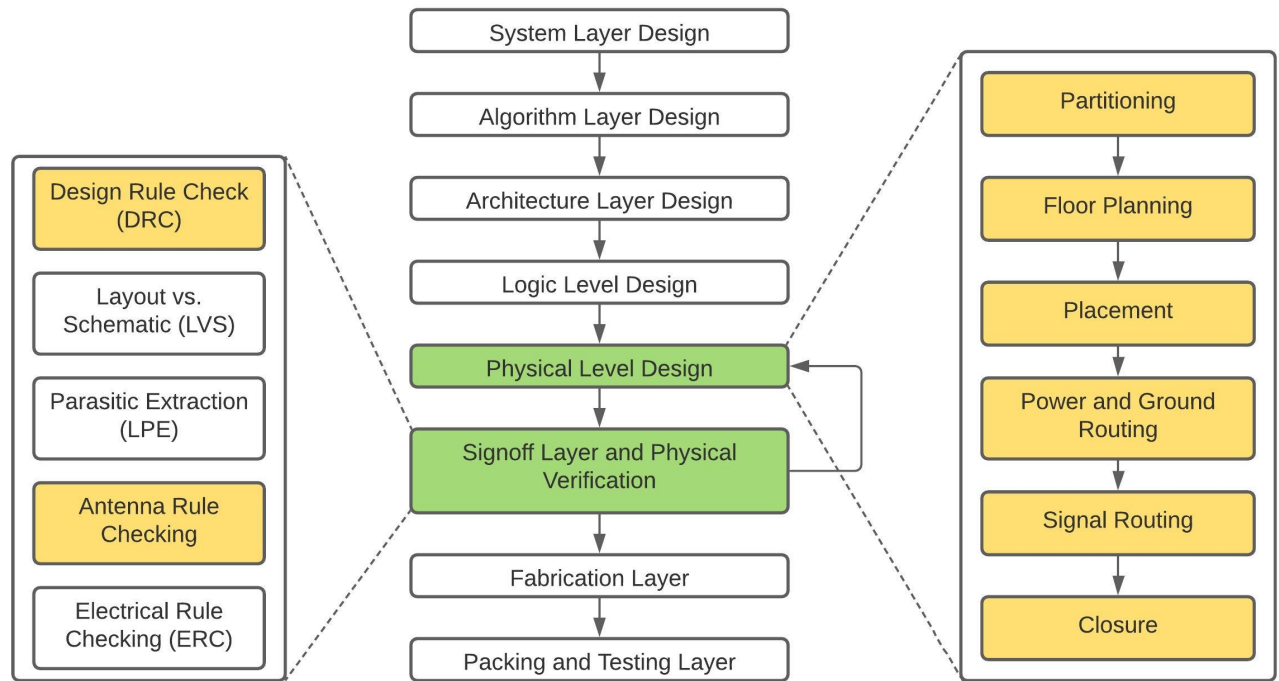 System Layer Design
Algorithm Layer Design
Architecture Layer Design
Logic Level Design
Physical Level Design
Signoff Layer and Physical
Verification
Fabrication Layer
Packing and Testing Layer
Design Rule Check
(DRC)
Layout vs.
Schematic (LVS)
Parasitic Extraction
(LPE)
Antenna Rule
Checking
Electrical Rule
Checking (ERC)
Partitioning
Floor Planning
Placement
Power and Ground
Routing
Signal Routing
Closure